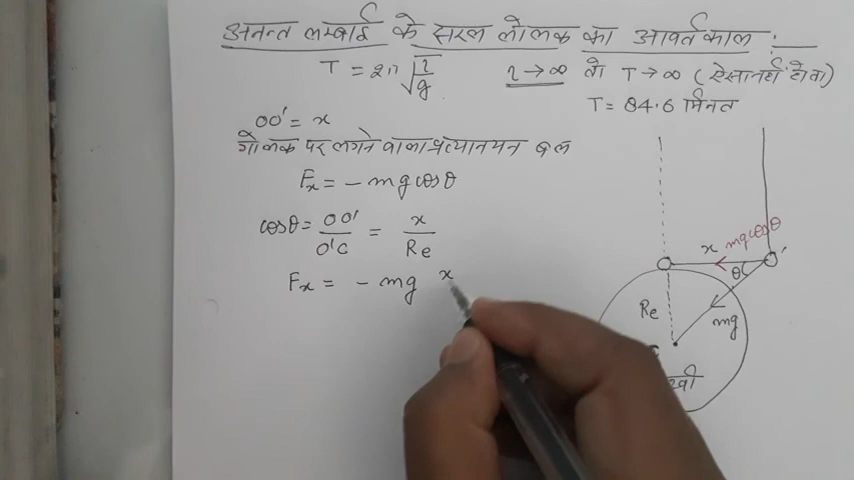 अनन्त लम्बाई के सरल लोलक का आवर्तकाल :
T = 2π √(l/g) l → ∞ तो T → ∞ (ऐसा नहीं होता)
T = 84.6 मिनट
OO' = x
गोलक पर लगने वाला प्रत्यानयन बल
Fx = - mg cosθ
cosθ = OO'/O'C = x/Re
Fx = - mg x
x mg cosθ O'
θ
Re mg